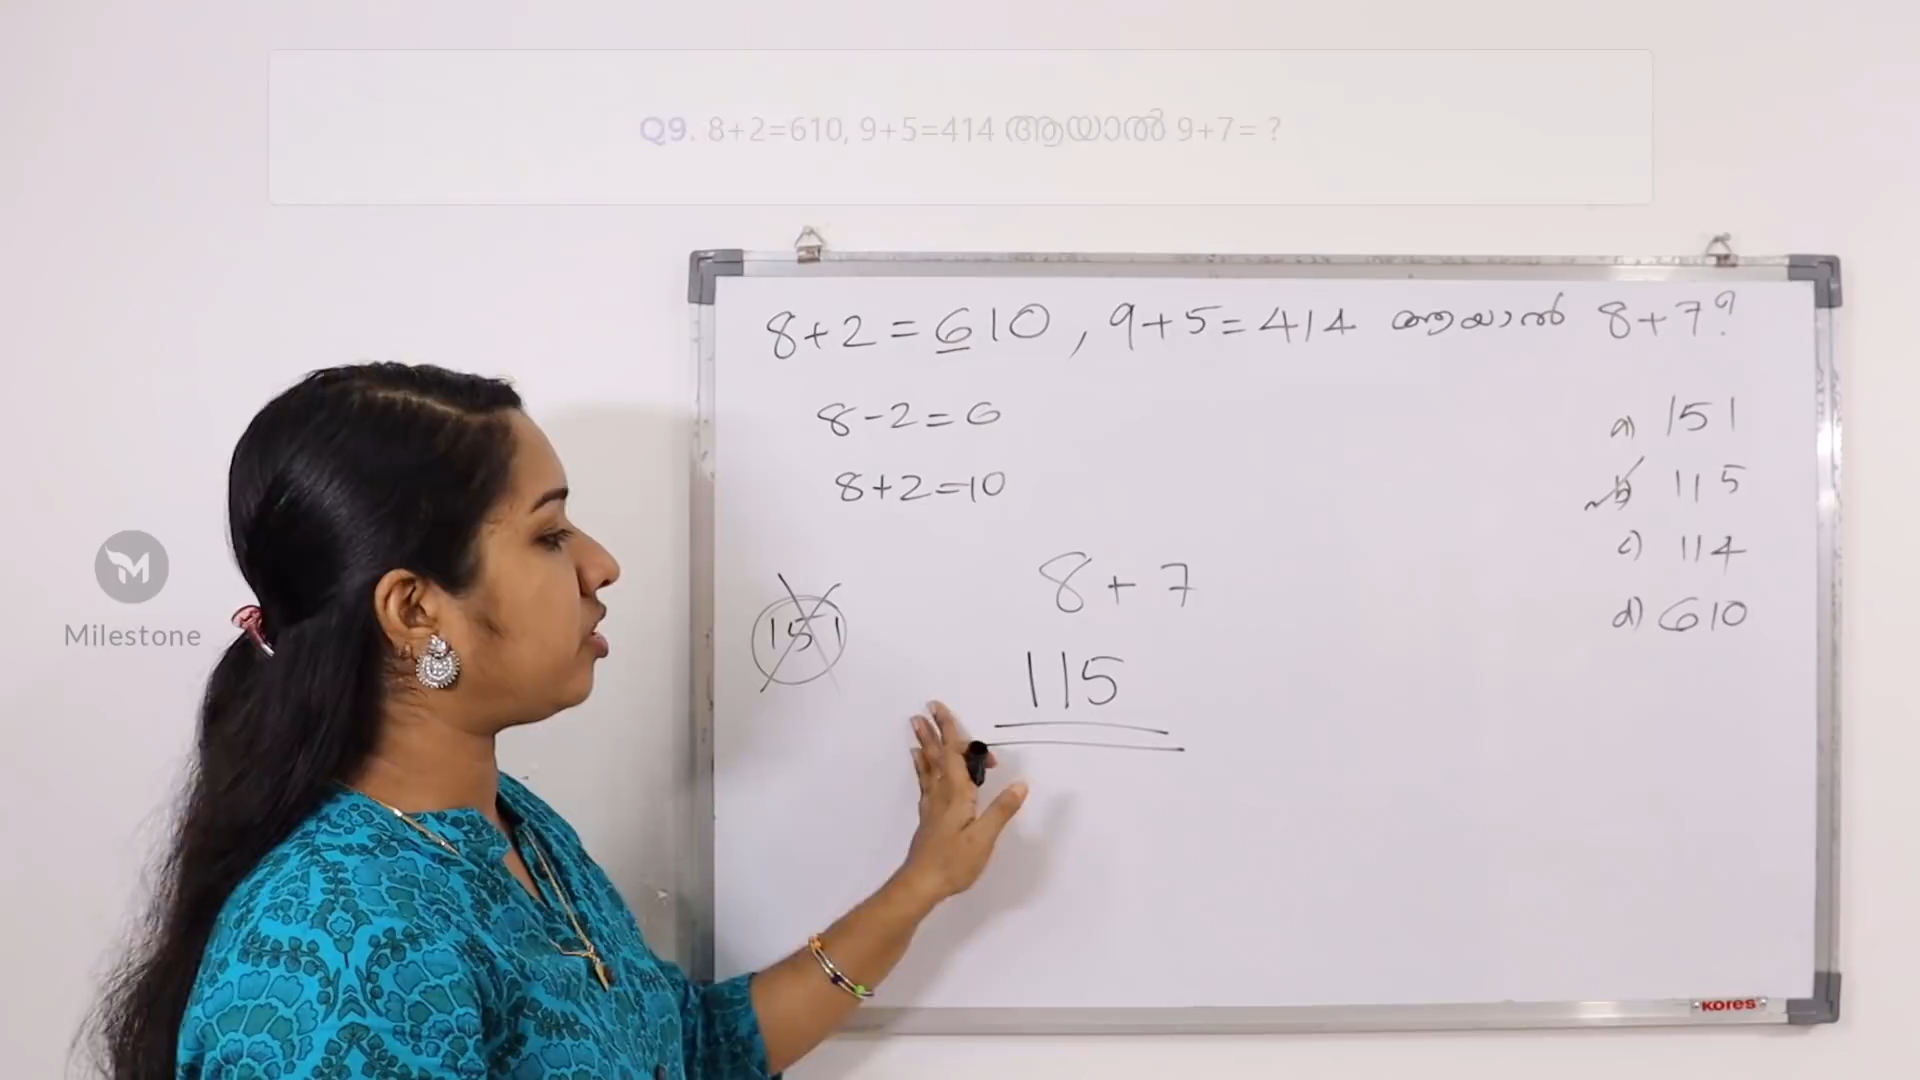 Q9. 8+2=610, 9+5=414 ആയാൽ 9+7= ?
8+2=610, 9+5=414 ആയാൽ 8+7?
8-2=6
8+2=10
a) 151
b) 115
c) 114
d) 610
8+7
151
115
Milestone
KORES